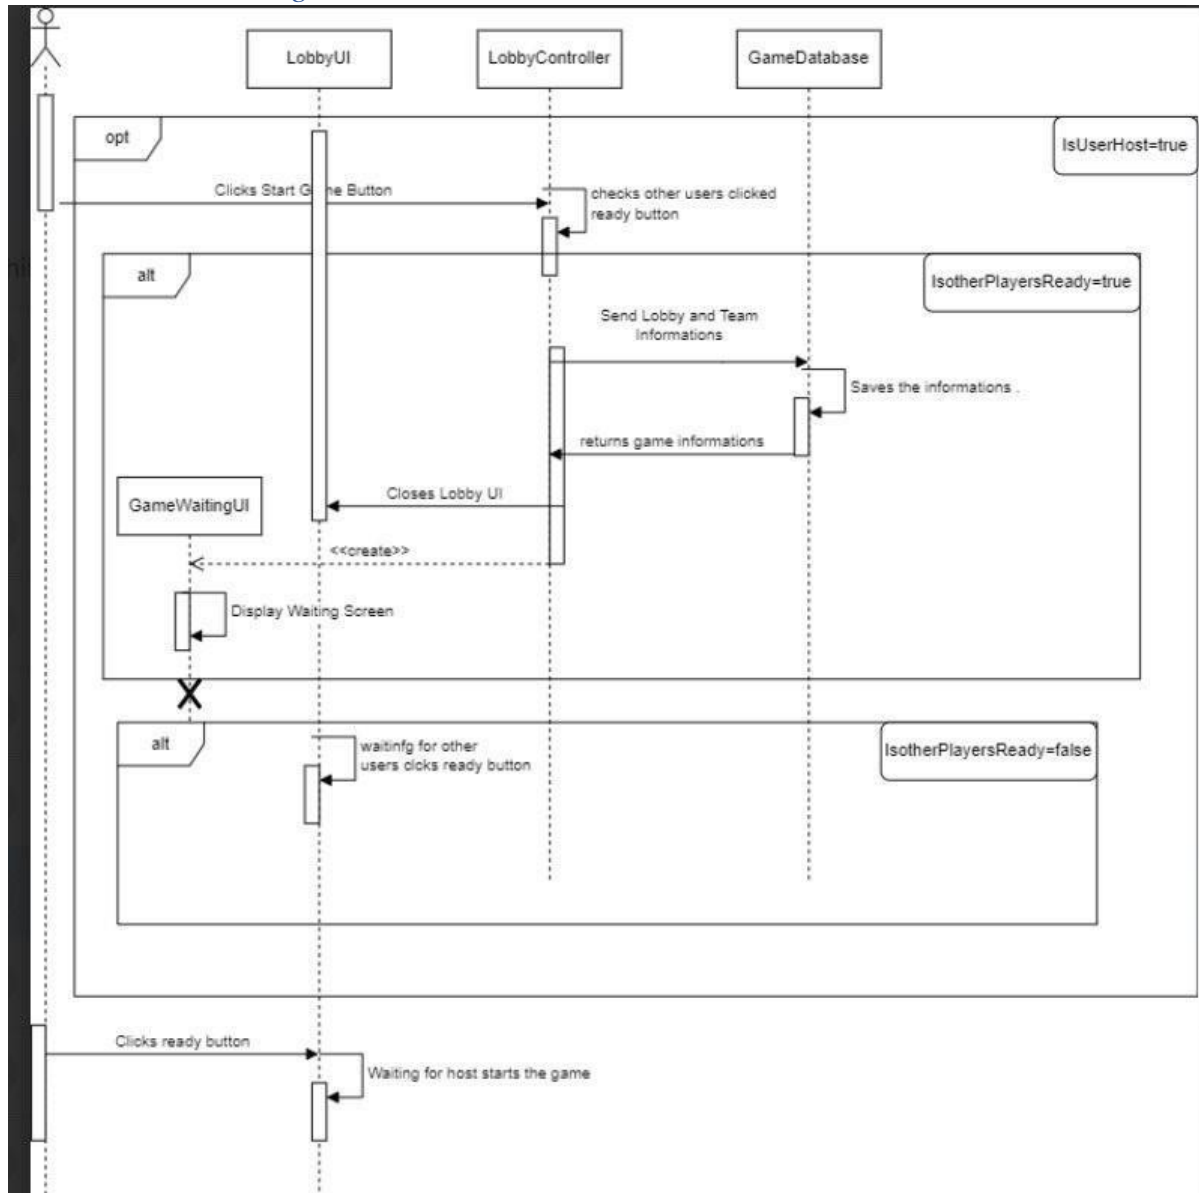 LobbyUI
LobbyController
GameDatabase
opt
IsUserHost=true
Clicks Start G ne Button
checks other users clicked
ready button
alt
IsotherPlayersReady=true
Send Lobby and Team
Informations
Saves the informations .
returns game informations
Closes Lobby UI
GameWaitingUI
<<create>>
Display Waiting Screen
alt
IsotherPlayersReady=false
waitinfg for other
users clcks ready button
Clicks ready button
Waiting for host starts the game